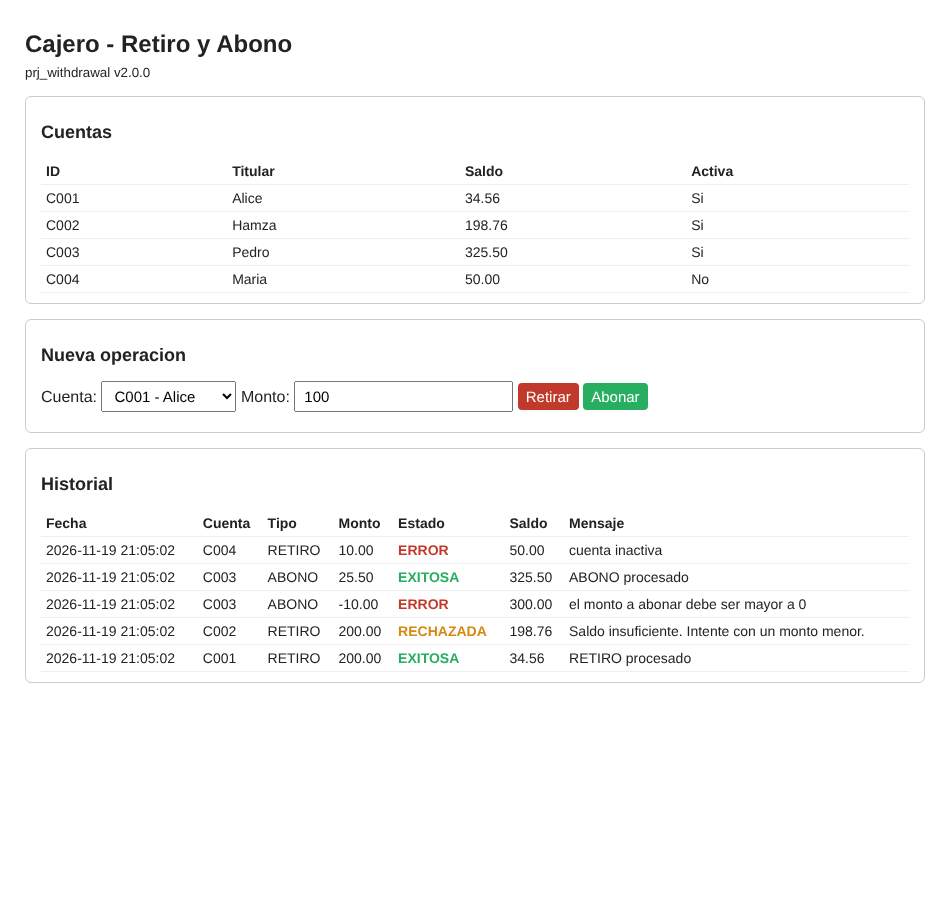 Cajero - Retiro y Abono
prj_withdrawal v2.0.0
Cuentas
ID Titular Saldo Activa
C001 Alice 34.56 Si
C002 Hamza 198.76 Si
C003 Pedro 325.50 Si
C004 Maria 50.00 No
Nueva operacion
Cuenta: C001 - Alice Monto: 100 Retirar Abonar
Historial
Fecha Cuenta Tipo Monto Estado Saldo Mensaje
2026-11-19 21:05:02 C004 RETIRO 10.00 ERROR 50.00 cuenta inactiva
2026-11-19 21:05:02 C003 ABONO 25.50 EXITOSA 325.50 ABONO procesado
2026-11-19 21:05:02 C003 ABONO -10.00 ERROR 300.00 el monto a abonar debe ser mayor a 0
2026-11-19 21:05:02 C002 RETIRO 200.00 RECHAZADA 198.76 Saldo insuficiente. Intente con un monto menor.
2026-11-19 21:05:02 C001 RETIRO 200.00 EXITOSA 34.56 RETIRO procesado